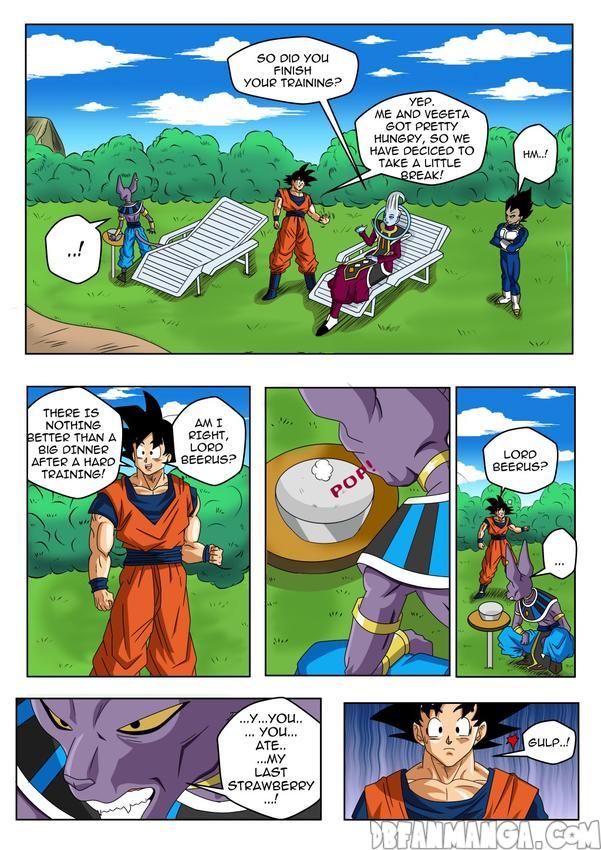 SO DID YOU
FINISH
YOUR TRAINING?
YEP.
ME AND VEGETA
GOT PRETTY
HUNGRY, SO WE
HAVE DECICED TO
TAKE A LITTLE
BREAK!
HM..!
..!
THERE IS
NOTHING
BETTER THAN A
BIG DINNER
AFTER A HARD
TRAINING!
AM I
RIGHT,
LORD
BEERUS?
POP!
LORD
BEERUS?
...
...Y...YOU..
... YOU...
ATE..
...MY
LAST
STRAWBERRY
...!
GULP..!
DBFANMANGA.COM